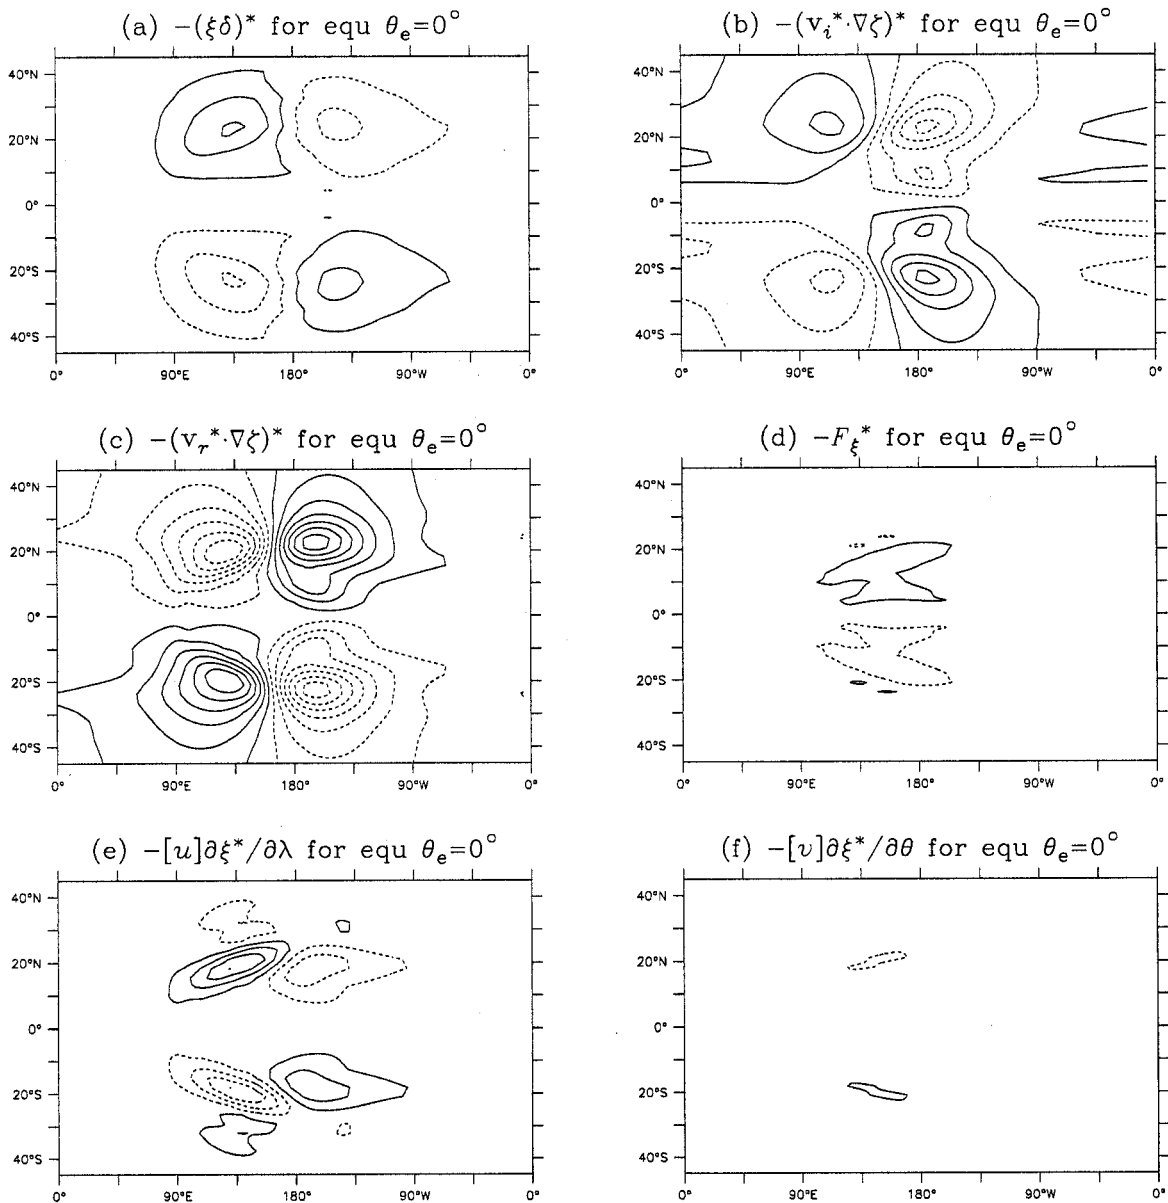 (a) −(ξδ)* for equ θe=0°
(b) −(vi*·∇ζ)* for equ θe=0°
40°N
20°N
0°
20°S
40°S
0° 90°E 180° 90°W 0°
40°N
20°N
0°
20°S
40°S
0° 90°E 180° 90°W 0°
(c) −(vr*·∇ζ)* for equ θe=0°
(d) −Fξ* for equ θe=0°
40°N
20°N
0°
20°S
40°S
0° 90°E 180° 90°W 0°
40°N
20°N
0°
20°S
40°S
0° 90°E 180° 90°W 0°
(e) −[u]∂ξ*/∂λ for equ θe=0°
(f) −[v]∂ξ*/∂θ for equ θe=0°
40°N
20°N
0°
20°S
40°S
0° 90°E 180° 90°W 0°
40°N
20°N
0°
20°S
40°S
0° 90°E 180° 90°W 0°